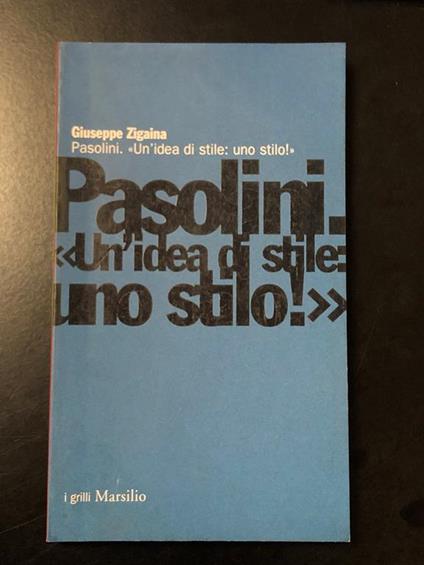 Giuseppe Zigaina
Pasolini. «Un'idea di stile: uno stilo!»
Pasolini.
«Un'idea di stile:
uno stilo!»
i grilli Marsilio